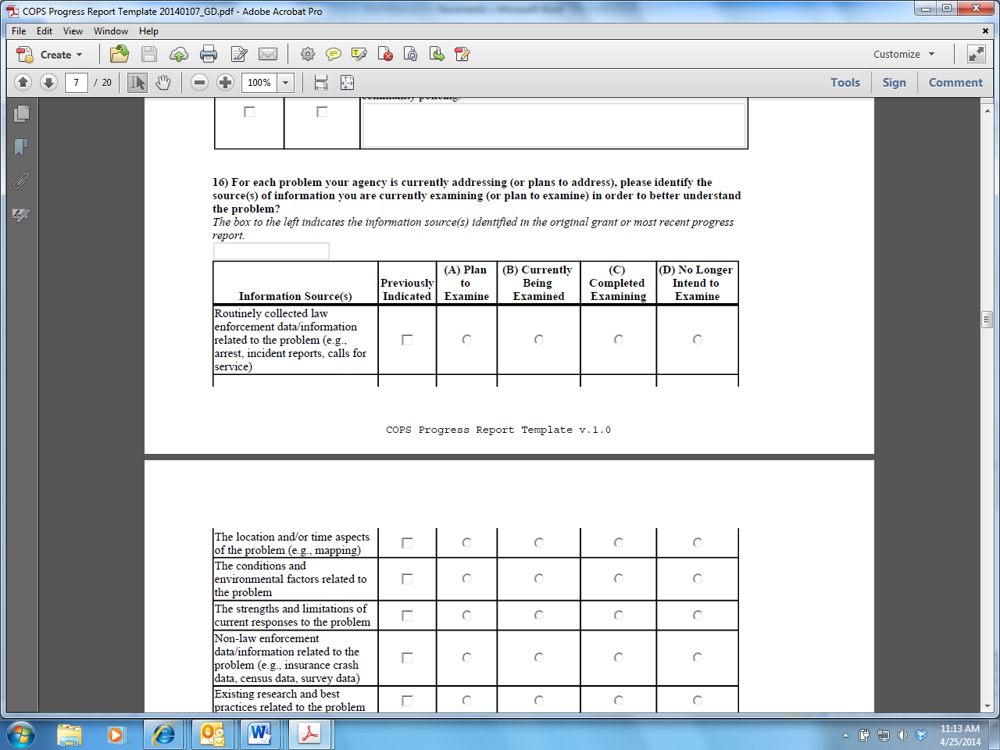 COPS Progress Report Template 20140107_GD.pdf - Adobe Acrobat Pro
File Edit View Window Help
Create
Customize
7 / 20
100%
Tools Sign Comment
community policing.
16) For each problem your agency is currently addressing (or plans to address), please identify the
source(s) of information you are currently examining (or plan to examine) in order to better understand
the problem?
The box to the left indicates the information source(s) identified in the original grant or most recent progress
report.
Information Source(s)
Previously
Indicated
(A) Plan
to
Examine
(B) Currently
Being
Examined
(C)
Completed
Examining
(D) No Longer
Intend to
Examine
Routinely collected law
enforcement data/information
related to the problem (e.g.,
arrest, incident reports, calls for
service)
COPS Progress Report Template v.1.0
The location and/or time aspects
of the problem (e.g., mapping)
The conditions and
environmental factors related to
the problem
The strengths and limitations of
current responses to the problem
Non-law enforcement
data/information related to the
problem (e.g., insurance crash
data, census data, survey data)
Existing research and best
practices related to the problem
11:13 AM
4/25/2014